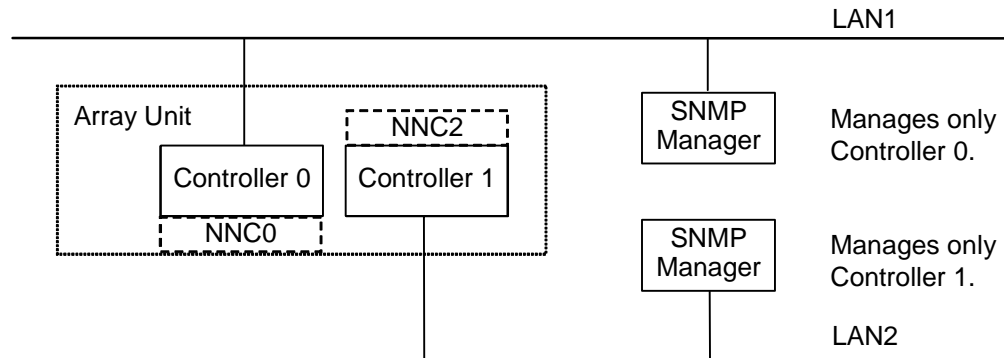 LAN1
Array Unit
NNC2
Controller 0
Controller 1
NNC0
SNMP
Manager
Manages only
Controller 0.
SNMP
Manager
Manages only
Controller 1.
LAN2